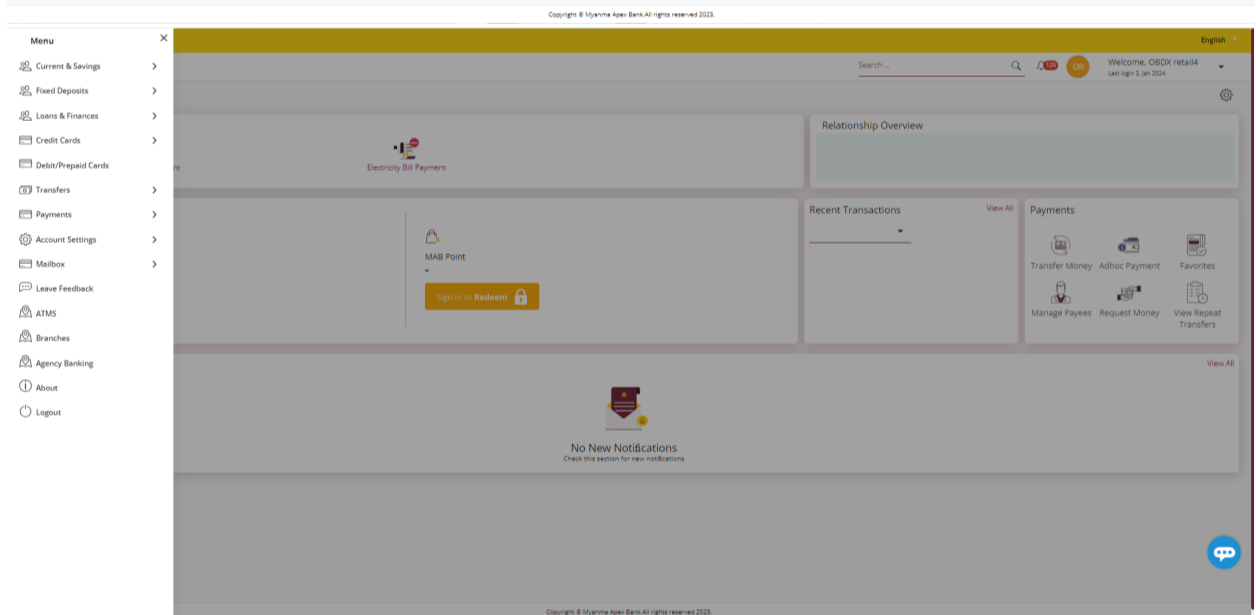 Copyright © Myanma Apex Bank.All rights reserved 2023.
Menu
Current & Savings
Fixed Deposits
Loans & Finances
Credit Cards
Debit/Prepaid Cards
Transfers
Payments
Account Settings
Mailbox
Leave Feedback
ATMS
Branches
Agency Banking
About
Logout
English
Search ...
126
OR
Welcome, OBDX retail4
Last login 3, Jan 2024,
nt
Electricity Bill Payment
Relationship Overview
MAB Point
-
Sign in to Redeem
Recent Transactions
View All
Payments
Transfer Money
Adhoc Payment
Favorites
Manage Payees
Request Money
View Repeat
Transfers
View All
No New Notifications
Check this section for new notifications
Copyright © Myanma Apex Bank.All rights reserved 2023.